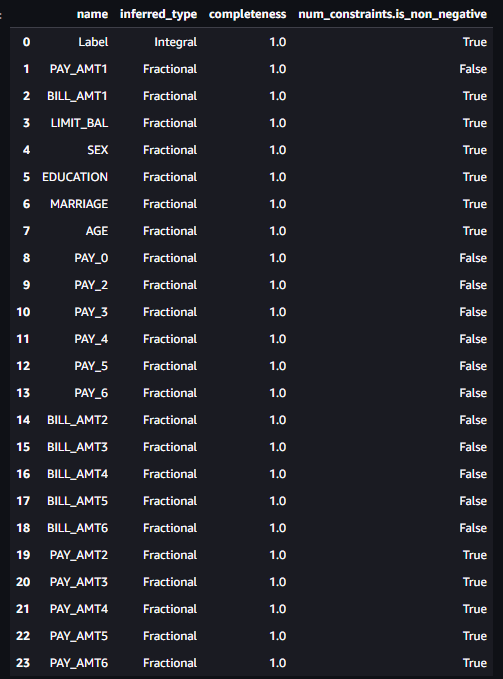 name inferred_type completeness num_constraints.is_non_negative
0 Label Integral 1.0 True
1 PAY_AMT1 Fractional 1.0 False
2 BILL_AMT1 Fractional 1.0 True
3 LIMIT_BAL Fractional 1.0 True
4 SEX Fractional 1.0 True
5 EDUCATION Fractional 1.0 True
6 MARRIAGE Fractional 1.0 True
7 AGE Fractional 1.0 True
8 PAY_0 Fractional 1.0 False
9 PAY_2 Fractional 1.0 False
10 PAY_3 Fractional 1.0 False
11 PAY_4 Fractional 1.0 False
12 PAY_5 Fractional 1.0 False
13 PAY_6 Fractional 1.0 False
14 BILL_AMT2 Fractional 1.0 False
15 BILL_AMT3 Fractional 1.0 False
16 BILL_AMT4 Fractional 1.0 False
17 BILL_AMT5 Fractional 1.0 False
18 BILL_AMT6 Fractional 1.0 False
19 PAY_AMT2 Fractional 1.0 True
20 PAY_AMT3 Fractional 1.0 True
21 PAY_AMT4 Fractional 1.0 True
22 PAY_AMT5 Fractional 1.0 True
23 PAY_AMT6 Fractional 1.0 True